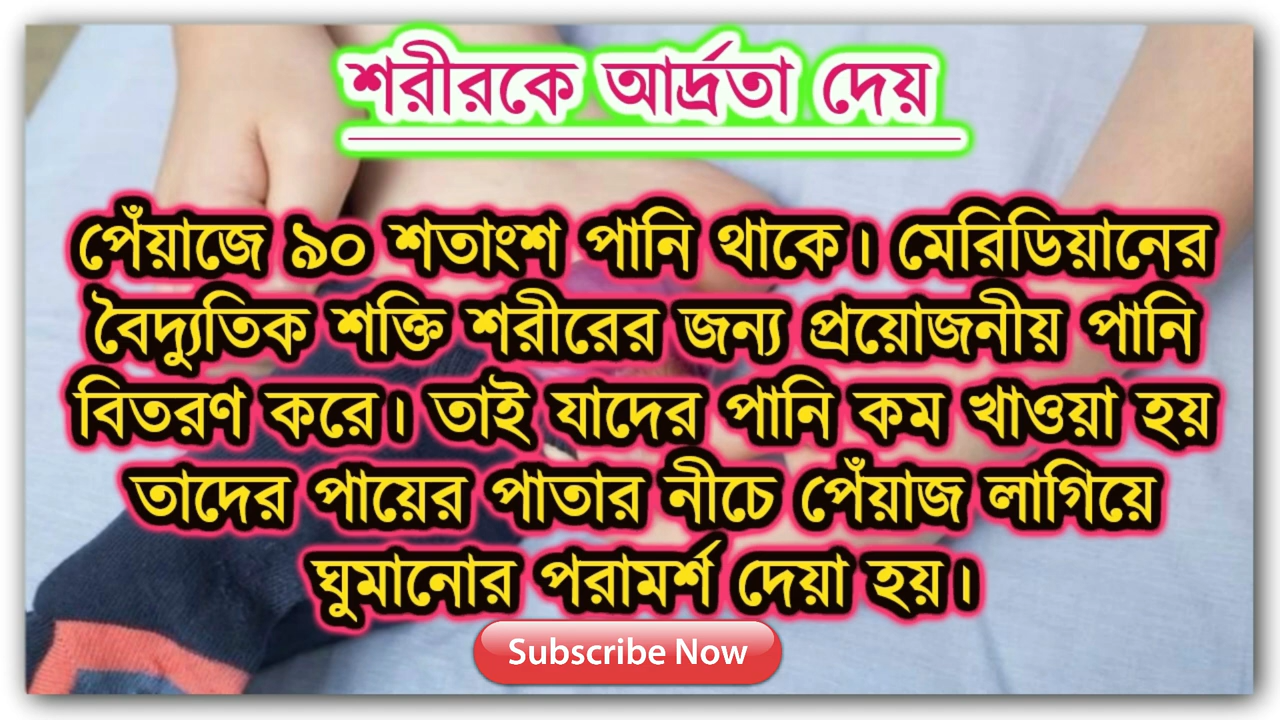 শরীরকে আর্দ্রতা দেয়
পেঁয়াজে ৯০ শতাংশ পানি থাকে। মেরিডিয়ানের
বৈদ্যুতিক শক্তি শরীরের জন্য প্রয়োজনীয় পানি
বিতরণ করে। তাই যাদের পানি কম খাওয়া হয়
তাদের পায়ের পাতার নীচে পেঁয়াজ লাগিয়ে
ঘুমানোর পরামর্শ দেয়া হয়।
Subscribe Now